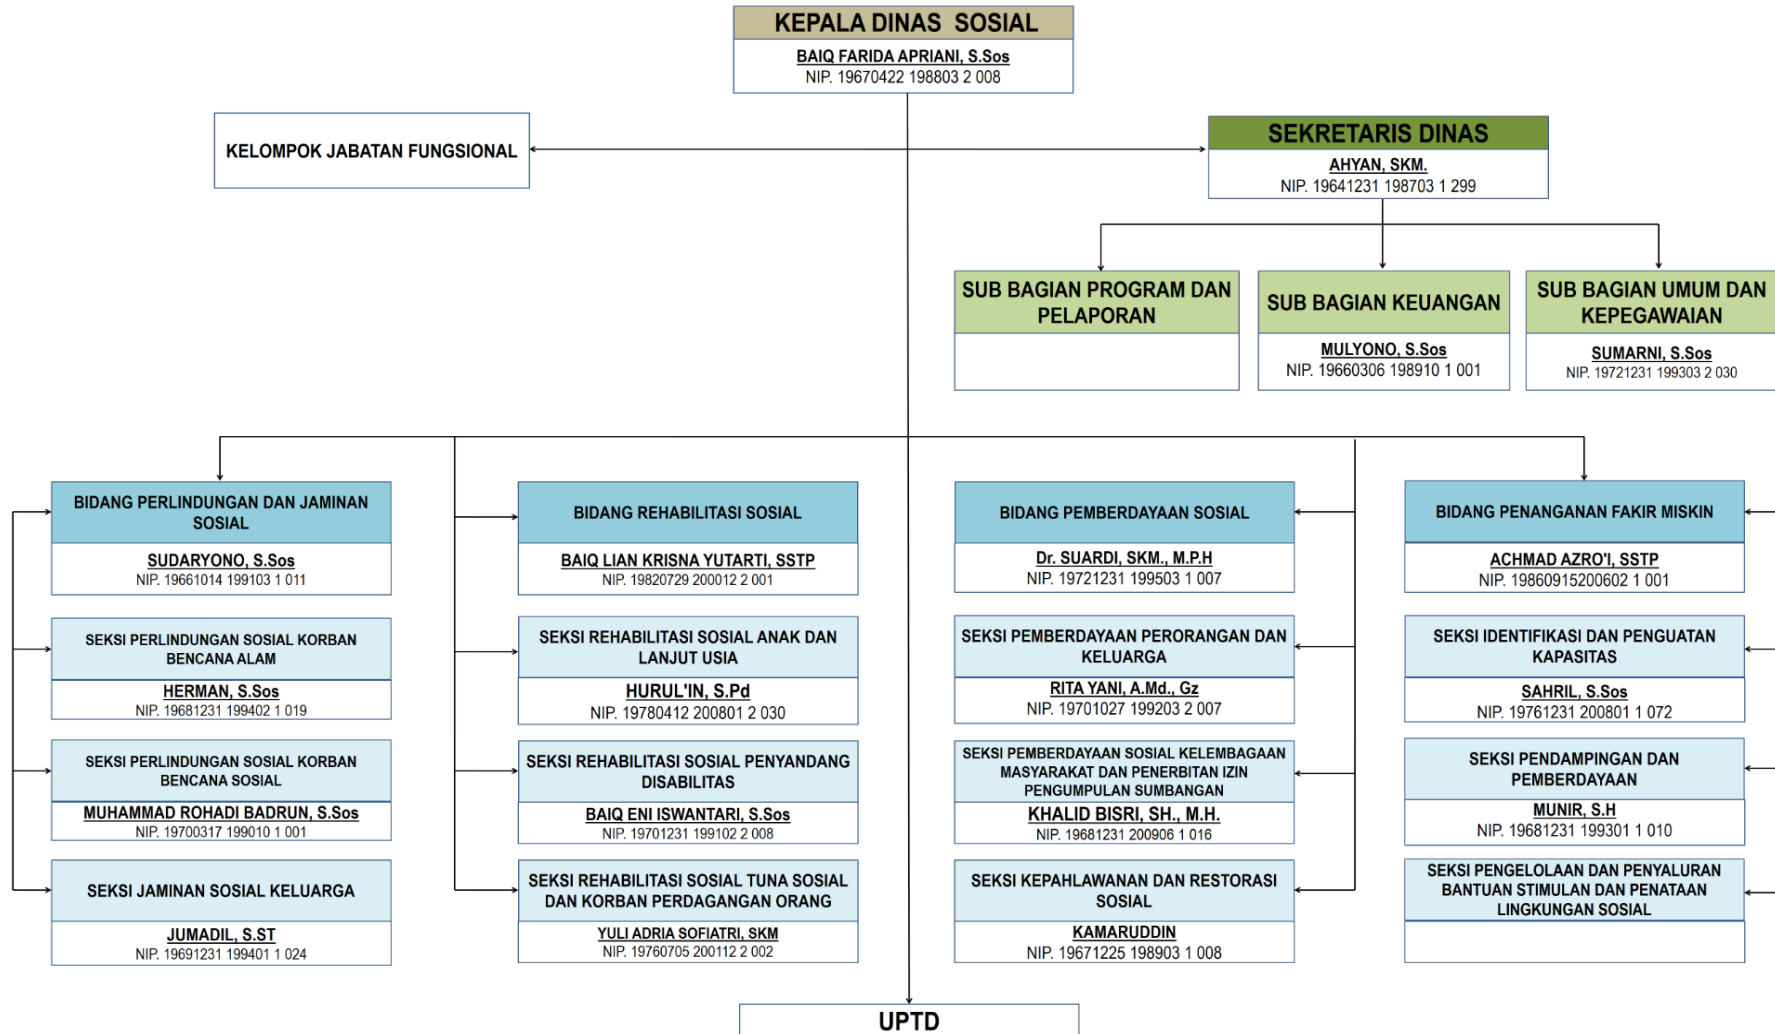 KEPALA DINAS SOSIAL
BAIQ FARIDA APRIANI, S.Sos
NIP. 19670422 198803 2 008
KELOMPOK JABATAN FUNGSIONAL
SEKRETARIS DINAS
AHYAN, SKM.
NIP. 19641231 198703 1 299
SUB BAGIAN PROGRAM DAN
PELAPORAN
SUB BAGIAN KEUANGAN
MULYONO, S.Sos
NIP. 19660306 198910 1 001
SUB BAGIAN UMUM DAN
KEPEGAWAIAN
SUMARNI, S.Sos
NIP. 19721231 199303 2 030
BIDANG PERLINDUNGAN DAN JAMINAN
SOSIAL
SUDARYONO, S.Sos
NIP. 19661014 199103 1 011
SEKSI PERLINDUNGAN SOSIAL KORBAN
BENCANA ALAM
HERMAN, S.Sos
NIP. 19681231 199402 1 019
SEKSI PERLINDUNGAN SOSIAL KORBAN
BENCANA SOSIAL
MUHAMMAD ROHADI BADRUN, S.Sos
NIP. 19700317 199010 1 001
SEKSI JAMINAN SOSIAL KELUARGA
JUMADIL, S.ST
NIP. 19691231 199401 1 024
BIDANG REHABILITASI SOSIAL
BAIQ LIAN KRISNA YUTARTI, SSTP
NIP. 19820729 200012 2 001
SEKSI REHABILITASI SOSIAL ANAK DAN
LANJUT USIA
HURUL'IN, S.Pd
NIP. 19780412 200801 2 030
SEKSI REHABILITASI SOSIAL PENYANDANG
DISABILITAS
BAIQ ENI ISWANTARI, S.Sos
NIP. 19701231 199102 2 008
SEKSI REHABILITASI SOSIAL TUNA SOSIAL
DAN KORBAN PERDAGANGAN ORANG
YULI ADRIA SOFIATRI, SKM
NIP. 19760705 200112 2 002
BIDANG PEMBERDAYAAN SOSIAL
Dr. SUARDI, SKM., M.P.H
NIP. 19721231 199503 1 007
SEKSI PEMBERDAYAAN PERORANGAN DAN
KELUARGA
RITA YANI, A.Md., Gz
NIP. 19701027 199203 2 007
SEKSI PEMBERDAYAAN SOSIAL KELEMBAGAAN
MASYARAKAT DAN PENERBITAN IZIN
PENGUMPULAN SUMBANGAN
KHALID BISRI, SH., M.H.
NIP. 19681231 200906 1 016
SEKSI KEPAHLAWANAN DAN RESTORASI
SOSIAL
KAMARUDDIN
NIP. 19671225 198903 1 008
BIDANG PENANGANAN FAKIR MISKIN
ACHMAD AZRO'I, SSTP
NIP. 19860915200602 1 001
SEKSI IDENTIFIKASI DAN PENGUATAN
KAPASITAS
SAHRIL, S.Sos
NIP. 19761231 200801 1 072
SEKSI PENDAMPINGAN DAN
PEMBERDAYAAN
MUNIR, S.H
NIP. 19681231 199301 1 010
SEKSI PENGELOLAAN DAN PENYALURAN
BANTUAN STIMULAN DAN PENATAAN
LINGKUNGAN SOSIAL
UPTD